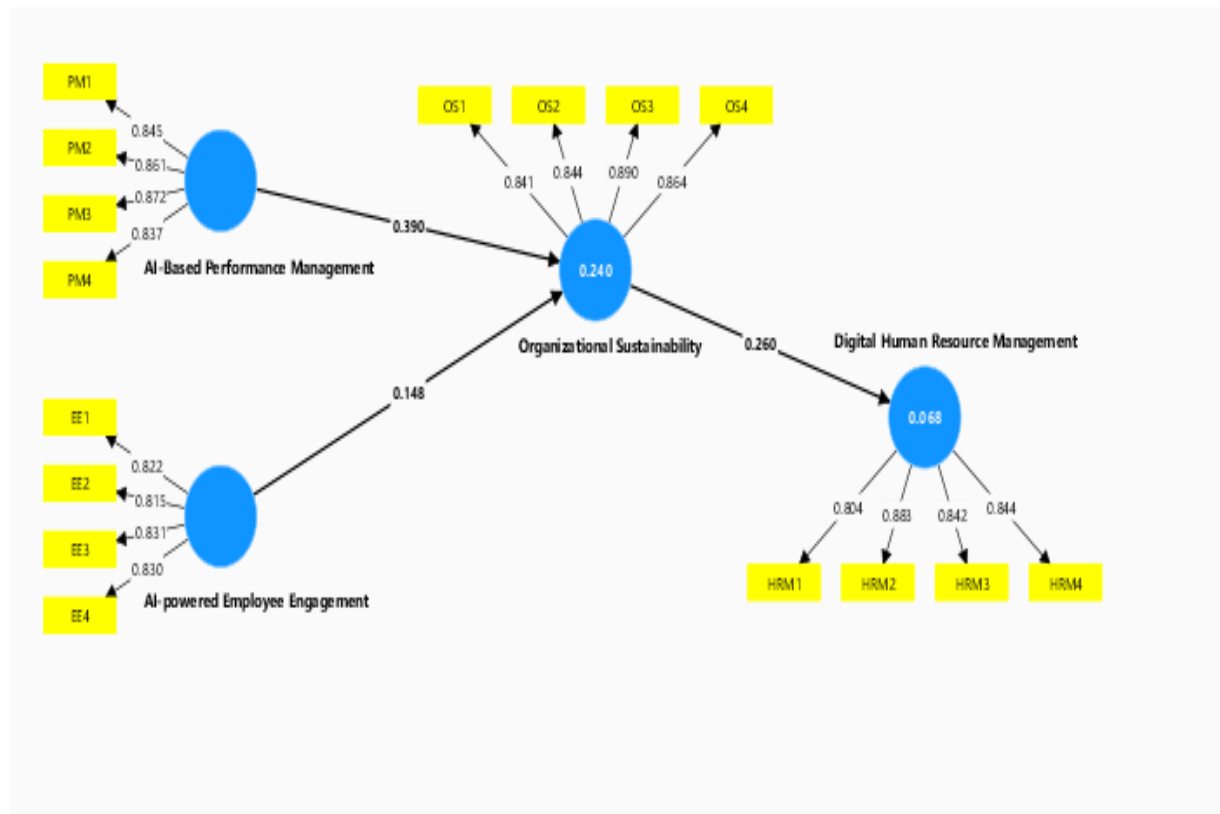 PM1
0.845
PM2
0.861
0.872
PM3
0.837
PM4
AI-Based Performance Management
0.390
OS1
OS2
OS3
OS4
0.841
0.844
0.890
0.864
0.240
Organizational Sustainability
0.260
Digital Human Resource Management
0.068
0.148
EE1
0.822
EE2
0.815
0.831
EE3
0.830
EE4
AI-powered Employee Engagement
0.804
0.883
0.842
0.844
HRM1
HRM2
HRM3
HRM4